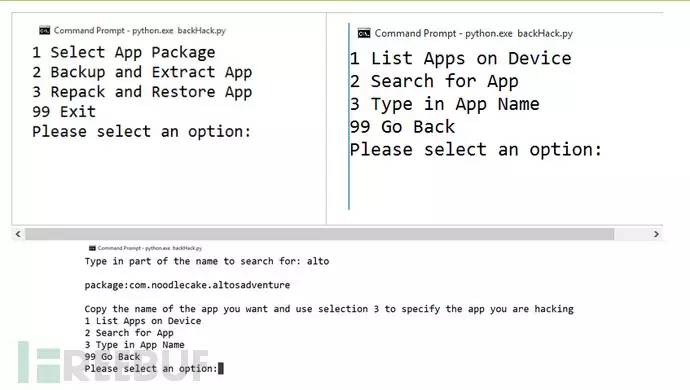 Command Prompt - python.exe backHack.py
1 Select App Package
2 Backup and Extract App
3 Repack and Restore App
99 Exit
Please select an option:
Command Prompt - python.exe backHack.py
1 List Apps on Device
2 Search for App
3 Type in App Name
99 Go Back
Please select an option:
Command Prompt - python.exe backHack.py
Type in part of the name to search for: alto
package:com.noodlecake.altosadventure
Copy the name of the app you want and use selection 3 to specify the app you are hacking
1 List Apps on Device
2 Search for App
3 Type in App Name
99 Go Back
Please select an option:
FREEBUF